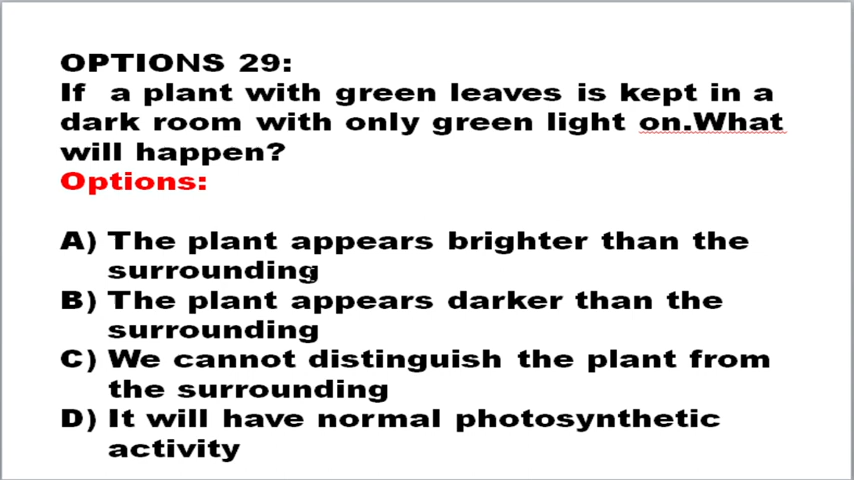 OPTIONS 29:
If  a plant with green leaves is kept in a
dark room with only green light on.What
will happen?
Options:
A) The plant appears brighter than the
surrounding
B) The plant appears darker than the
surrounding
C) We cannot distinguish the plant from
the surrounding
D) It will have normal photosynthetic
activity